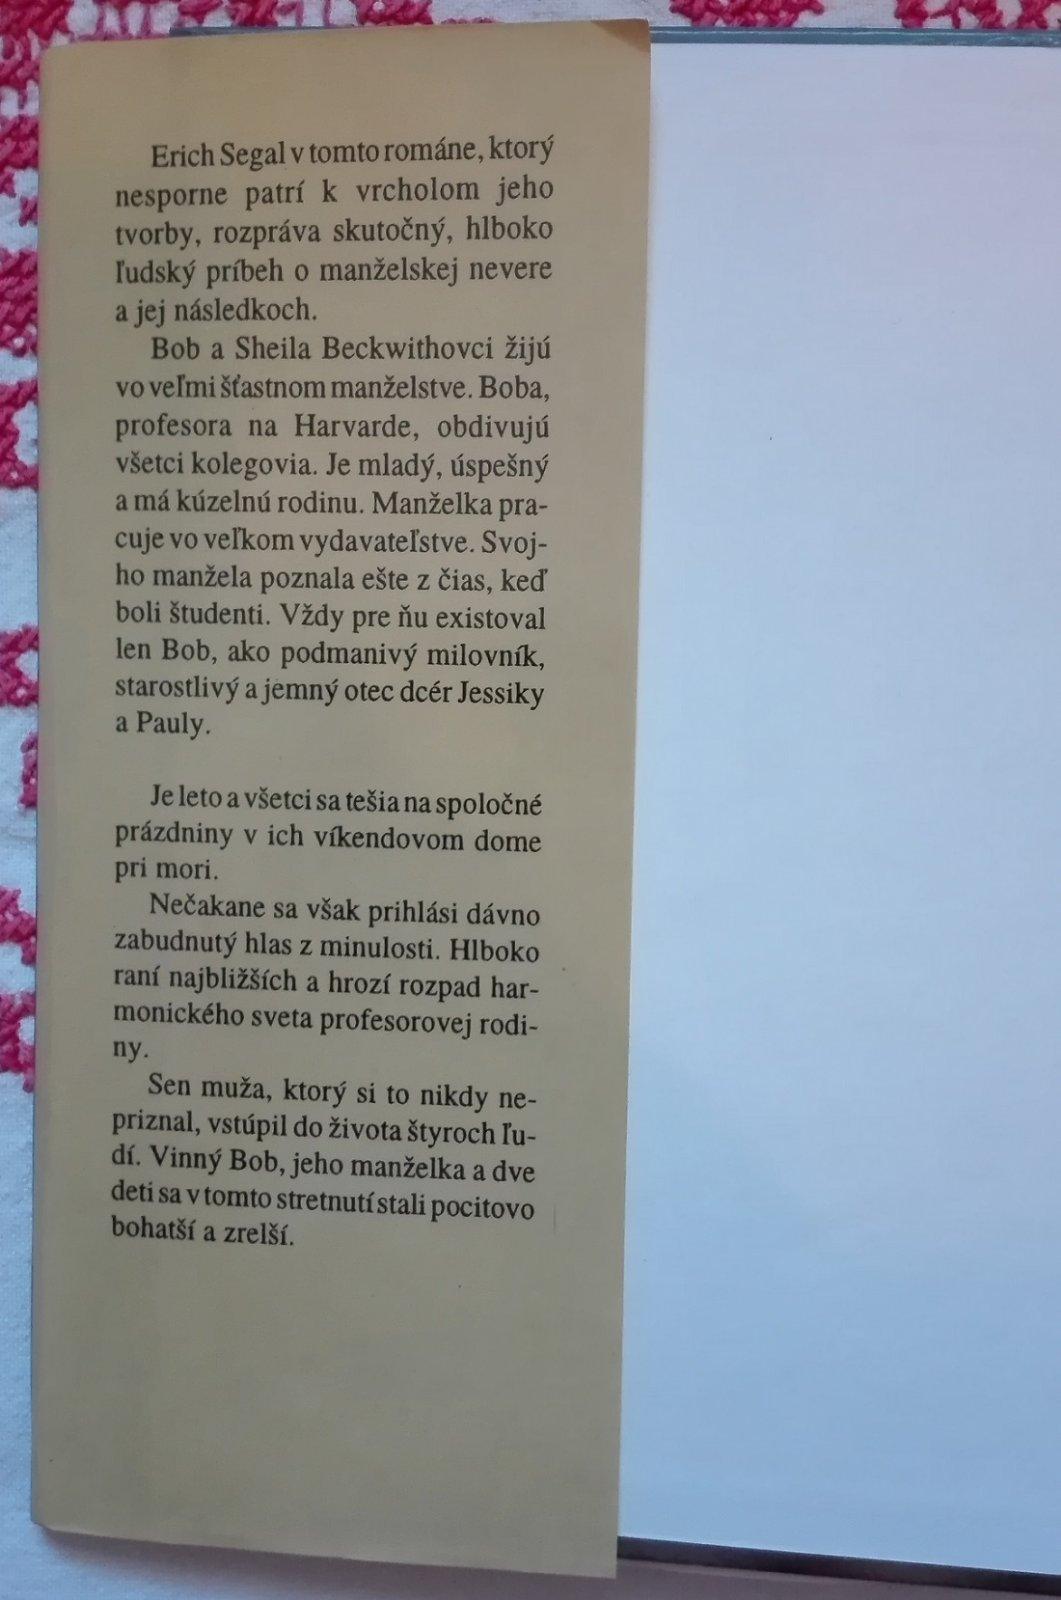 Erich Segal v tomto románe, ktorý
nesporne patrí k vrcholom jeho
tvorby, rozpráva skutočný, hlboko
ľudský príbeh o manželskej nevere
a jej následkoch.
Bob a Sheila Beckwithovci žijú
vo veľmi šťastnom manželstve. Boba,
profesora na Harvarde, obdivujú
všetci kolegovia. Je mladý, úspešný
a má kúzelnú rodinu. Manželka pra-
cuje vo veľkom vydavateľstve. Svoj-
ho manžela poznala ešte z čias, keď
boli študenti. Vždy pre ňu existoval
len Bob, ako podmanivý milovník,
starostlivý a jemný otec dcér Jessiky
a Pauly.
Je leto a všetci sa tešia na spoločné
prázdniny v ich víkendovom dome
pri mori.
Nečakane sa však prihlási dávno
zabudnutý hlas z minulosti. Hlboko
raní najbližších a hrozí rozpad har-
monického sveta profesorovej rodi-
ny.
Sen muža, ktorý si to nikdy ne-
priznal, vstúpil do života štyroch ľu-
dí. Vinný Bob, jeho manželka a dve
deti sa v tomto stretnutí stali pocitovo
bohatší a zrelší.